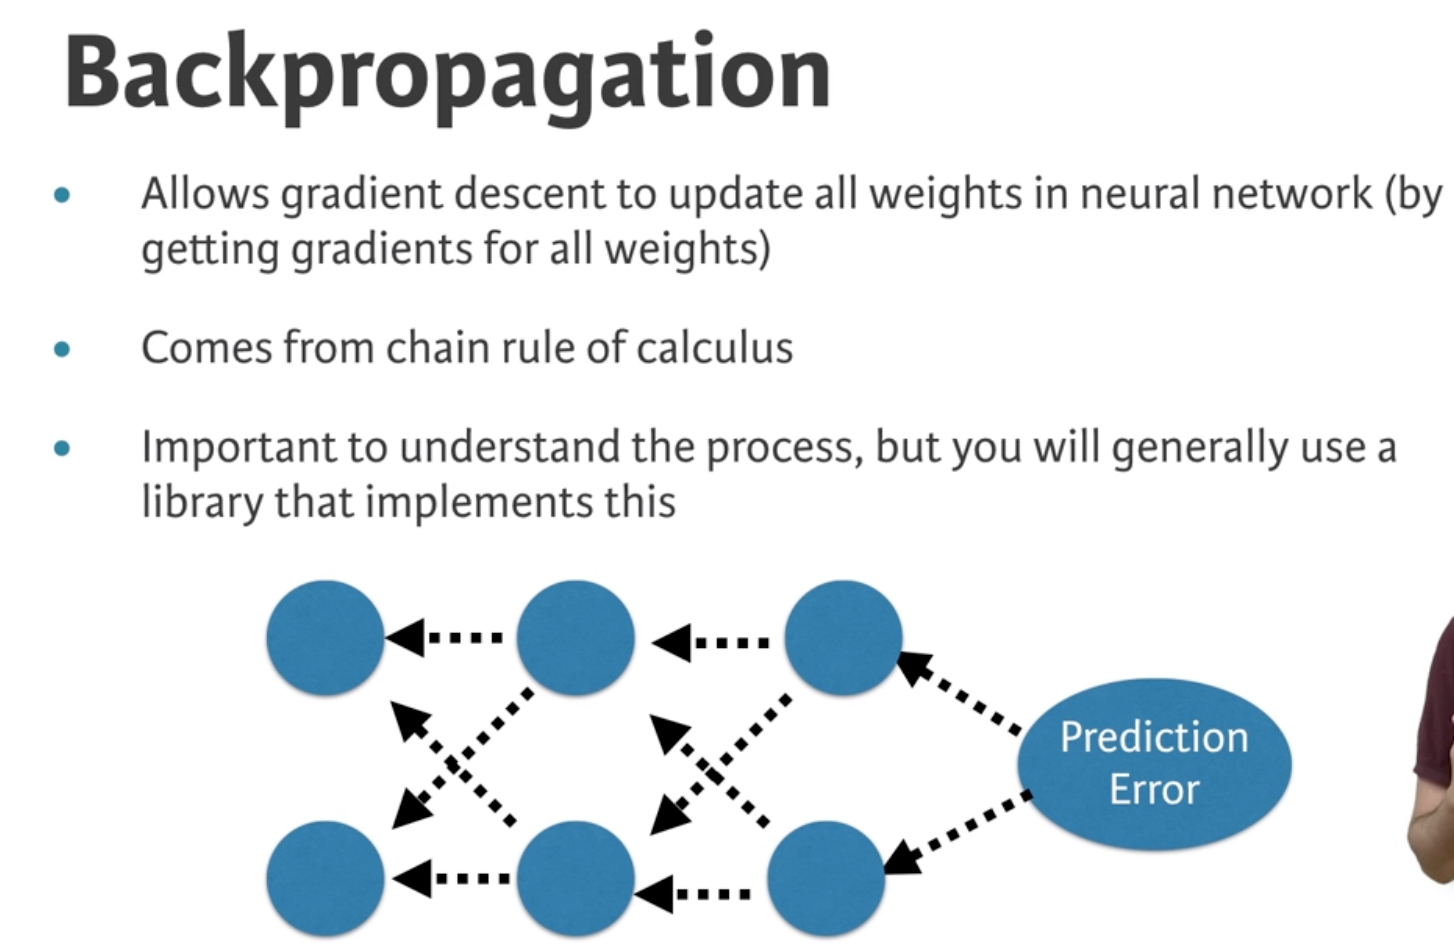 Backpropagation
• Allows gradient descent to update all weights in neural network (by
getting gradients for all weights)
• Comes from chain rule of calculus
• Important to understand the process, but you will generally use a
library that implements this
Prediction
Error